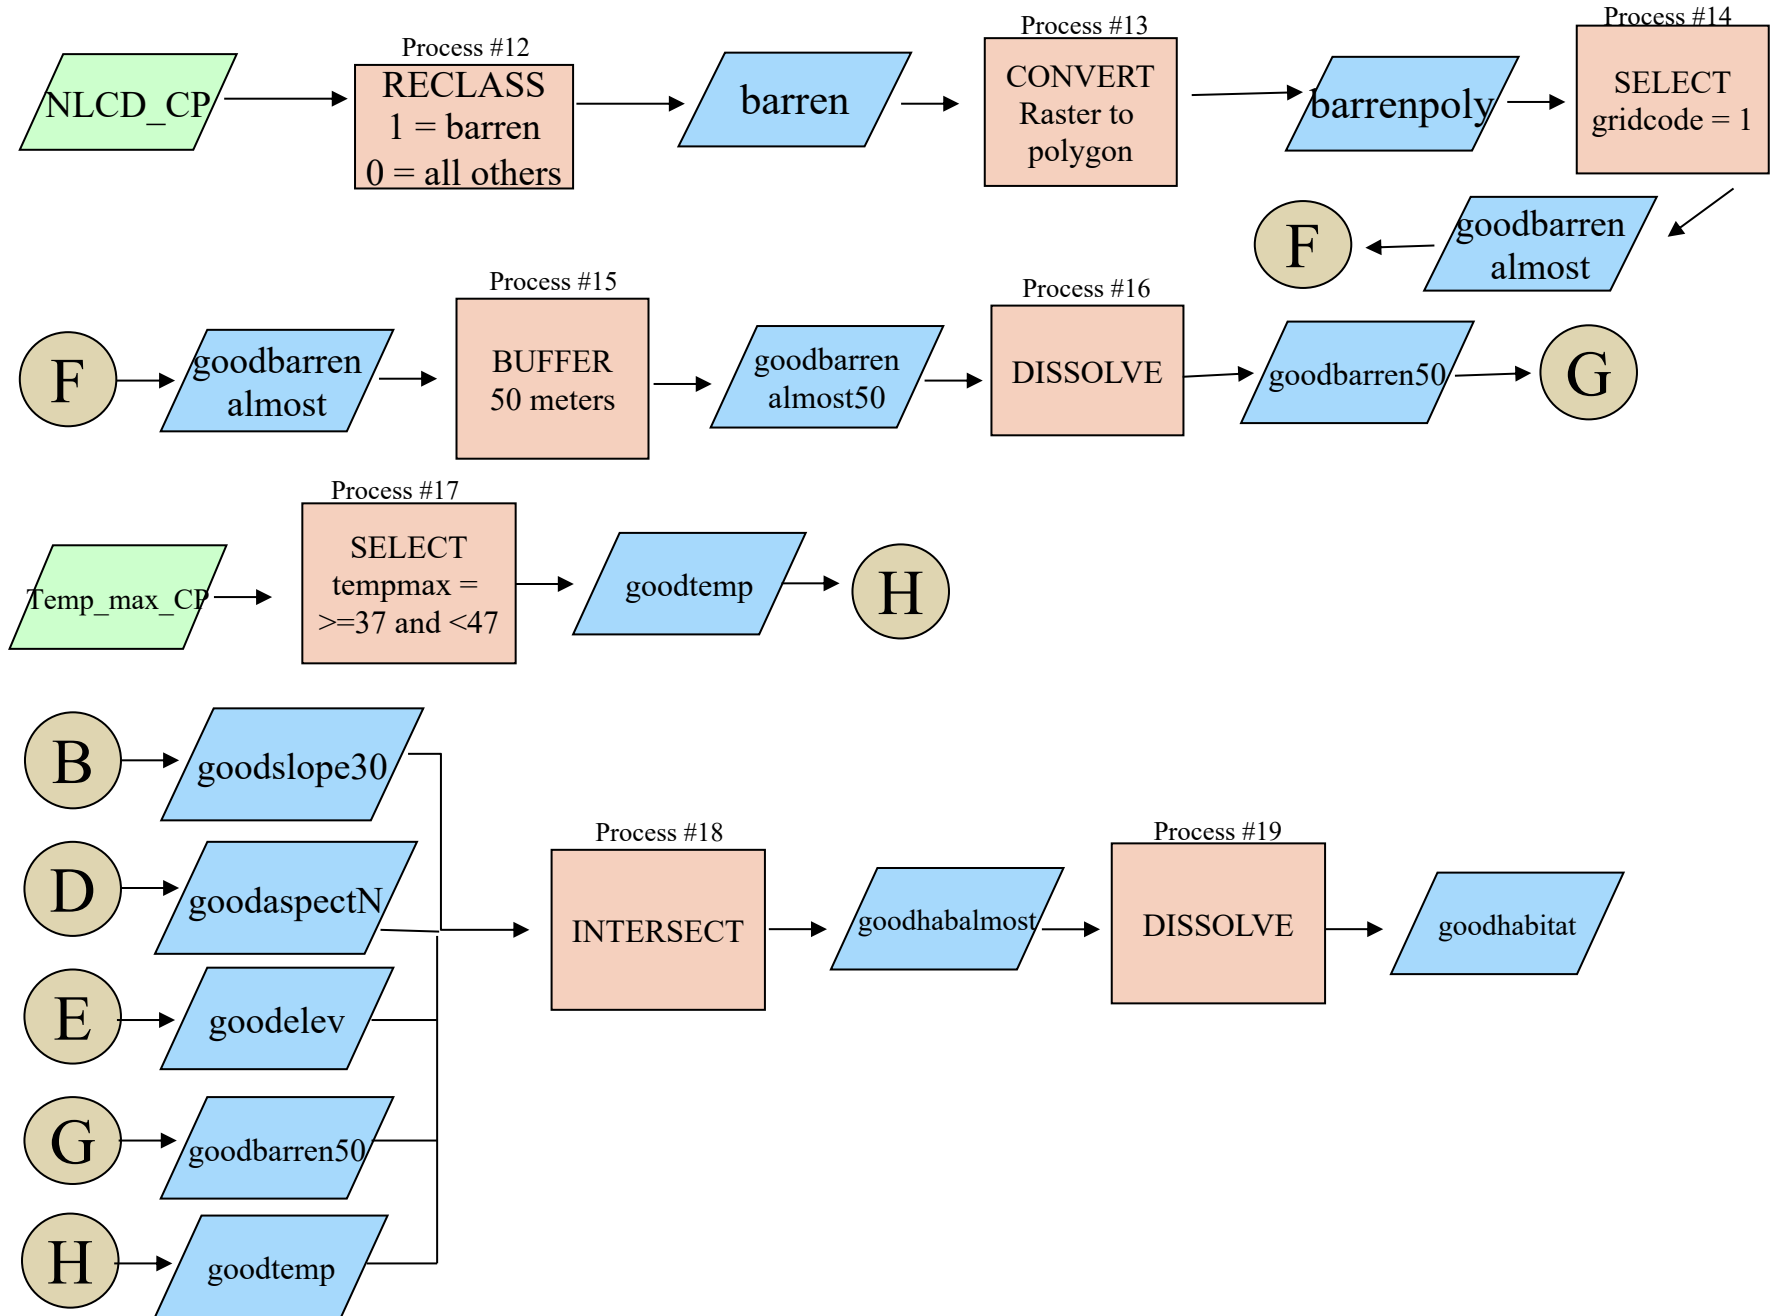 Process #12
Process #13
Process #14
NLCD_CP
RECLASS
1 = barren
0 = all others
barren
CONVERT
Raster to
polygon
barrenpoly
SELECT
gridcode = 1
F
goodbarren
almost
Process #15
Process #16
F
goodbarren
almost
BUFFER
50 meters
goodbarren
almost50
DISSOLVE
goodbarren50
G
Process #17
Temp_max_CP
SELECT
tempmax =
>=37 and <47
goodtemp
H
B
goodslope30
D
goodaspectN
E
goodelev
G
goodbarren50
H
goodtemp
Process #18
INTERSECT
goodhabalmost
Process #19
DISSOLVE
goodhabitat